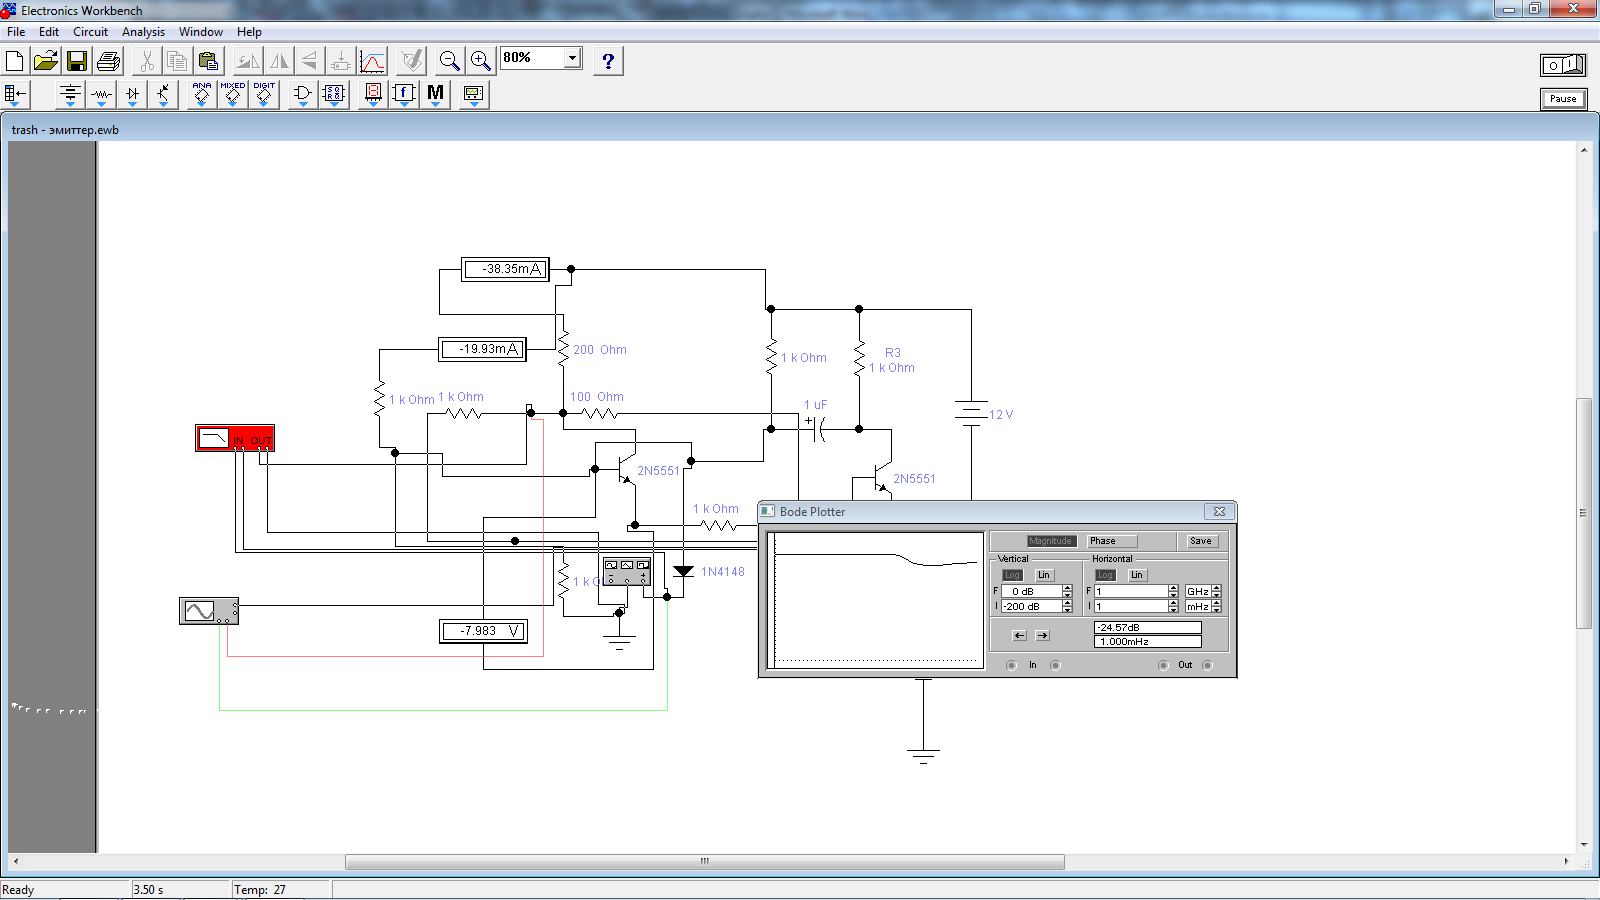 Electronics Workbench
File Edit Circuit Analysis Window Help
80%
?
O I
ANA MIXED DIGIT
f M
Pause
trash - эмиттер.ewb
-38.35mA
-19.93mA
200 Ohm
1 k Ohm
R3
1 k Ohm
1 k Ohm
1 k Ohm
100 Ohm
1 uF
+
12 V
IN OUT
2N5551
2N5551
1 k Ohm
1N4148
1 k O
-7.983 V
Bode Plotter
Magnitude Phase Save
Vertical Horizontal
Log Lin Log Lin
F 0 dB F 1 GHz
I -200 dB I 1 mHz
-24.57dB
1.000mHz
In Out
Ready 3.50 s Temp: 27